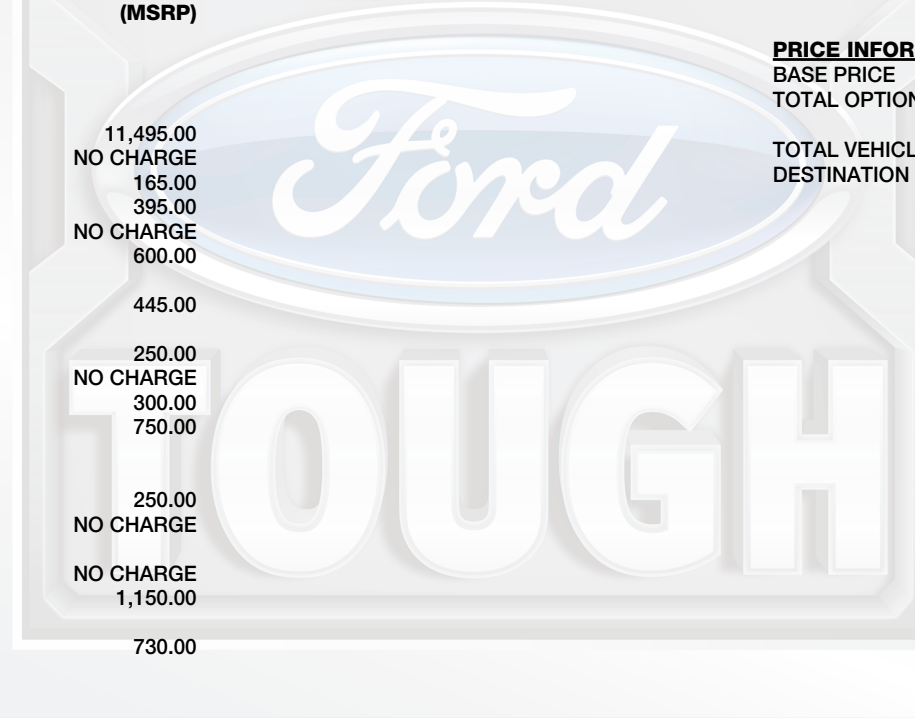 (MSRP)
11,495.00
NO CHARGE
165.00
395.00
NO CHARGE
600.00
445.00
250.00
NO CHARGE
300.00
750.00
250.00
NO CHARGE
NO CHARGE
1,150.00
730.00
PRICE INFOR
BASE PRICE
TOTAL OPTION
TOTAL VEHICL
DESTINATION
Ford
TOUGH